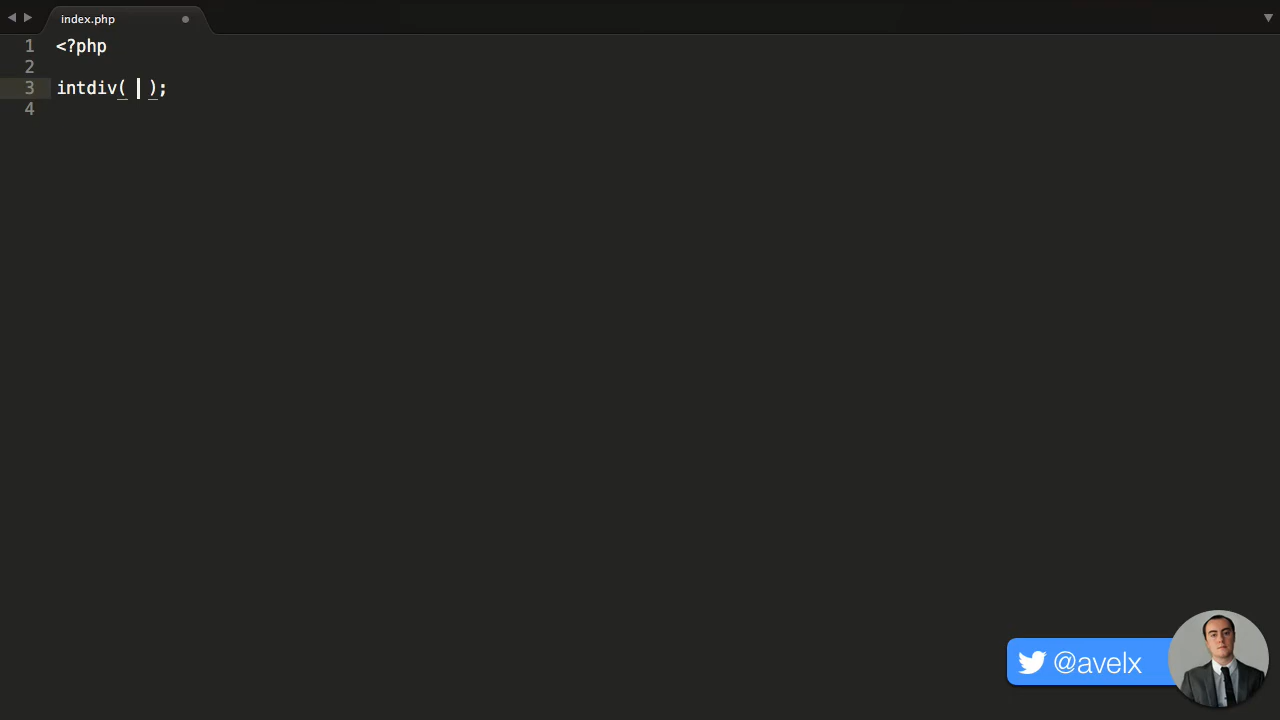 index.php
1 <?php
2
3 intdiv( );
4
@avelx